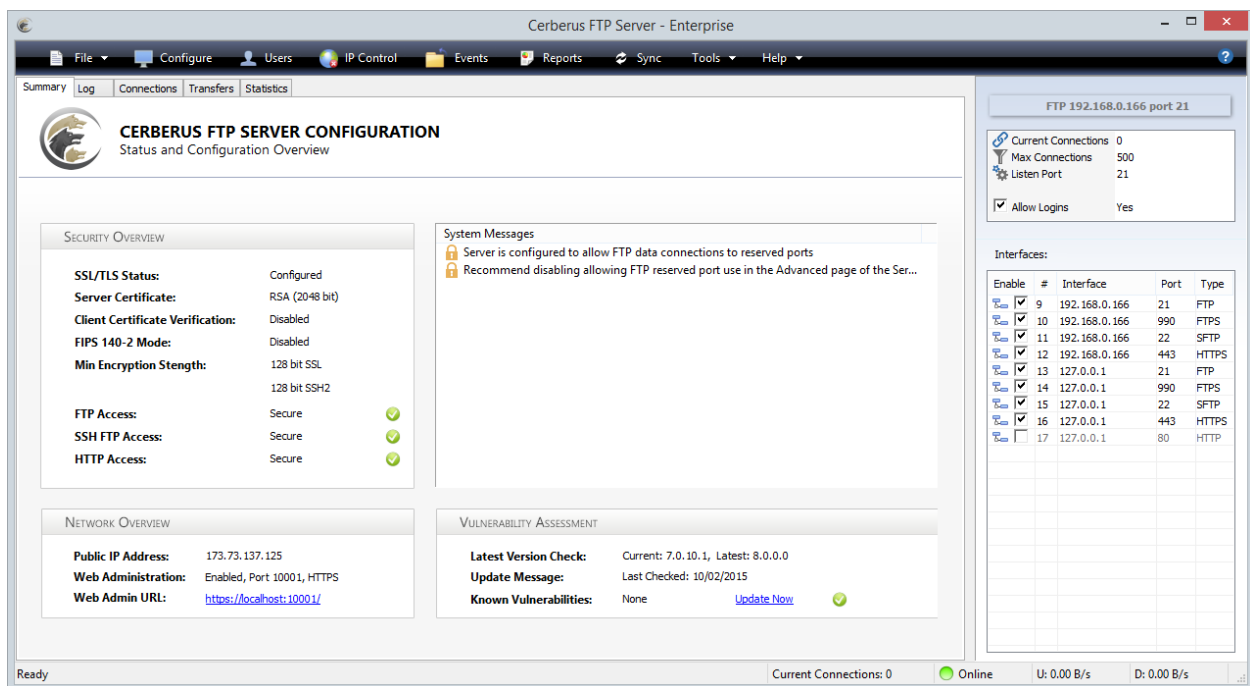 Cerberus FTP Server - Enterprise
File Configure Users IP Control Events Reports Sync Tools Help
Summary Log Connections Transfers Statistics
CERBERUS FTP SERVER CONFIGURATION
Status and Configuration Overview
SECURITY OVERVIEW
SSL/TLS Status: Configured
Server Certificate: RSA (2048 bit)
Client Certificate Verification: Disabled
FIPS 140-2 Mode: Disabled
Min Encryption Stength: 128 bit SSL
128 bit SSH2
FTP Access: Secure
SSH FTP Access: Secure
HTTP Access: Secure
System Messages
Server is configured to allow FTP data connections to reserved ports
Recommend disabling allowing FTP reserved port use in the Advanced page of the Ser...
NETWORK OVERVIEW
Public IP Address: 173.73.137.125
Web Administration: Enabled, Port 10001, HTTPS
Web Admin URL: https://localhost:10001/
VULNERABILITY ASSESSMENT
Latest Version Check: Current: 7.0.10.1, Latest: 8.0.0.0
Update Message: Last Checked: 10/02/2015
Known Vulnerabilities: None Update Now
FTP 192.168.0.166 port 21
Current Connections 0
Max Connections 500
Listen Port 21
Allow Logins Yes
Interfaces:
Enable # Interface Port Type
9 192.168.0.166 21 FTP
10 192.168.0.166 990 FTPS
11 192.168.0.166 22 SFTP
12 192.168.0.166 443 HTTPS
13 127.0.0.1 21 FTP
14 127.0.0.1 990 FTPS
15 127.0.0.1 22 SFTP
16 127.0.0.1 443 HTTPS
17 127.0.0.1 80 HTTP
Ready Current Connections: 0 Online U: 0.00 B/s D: 0.00 B/s